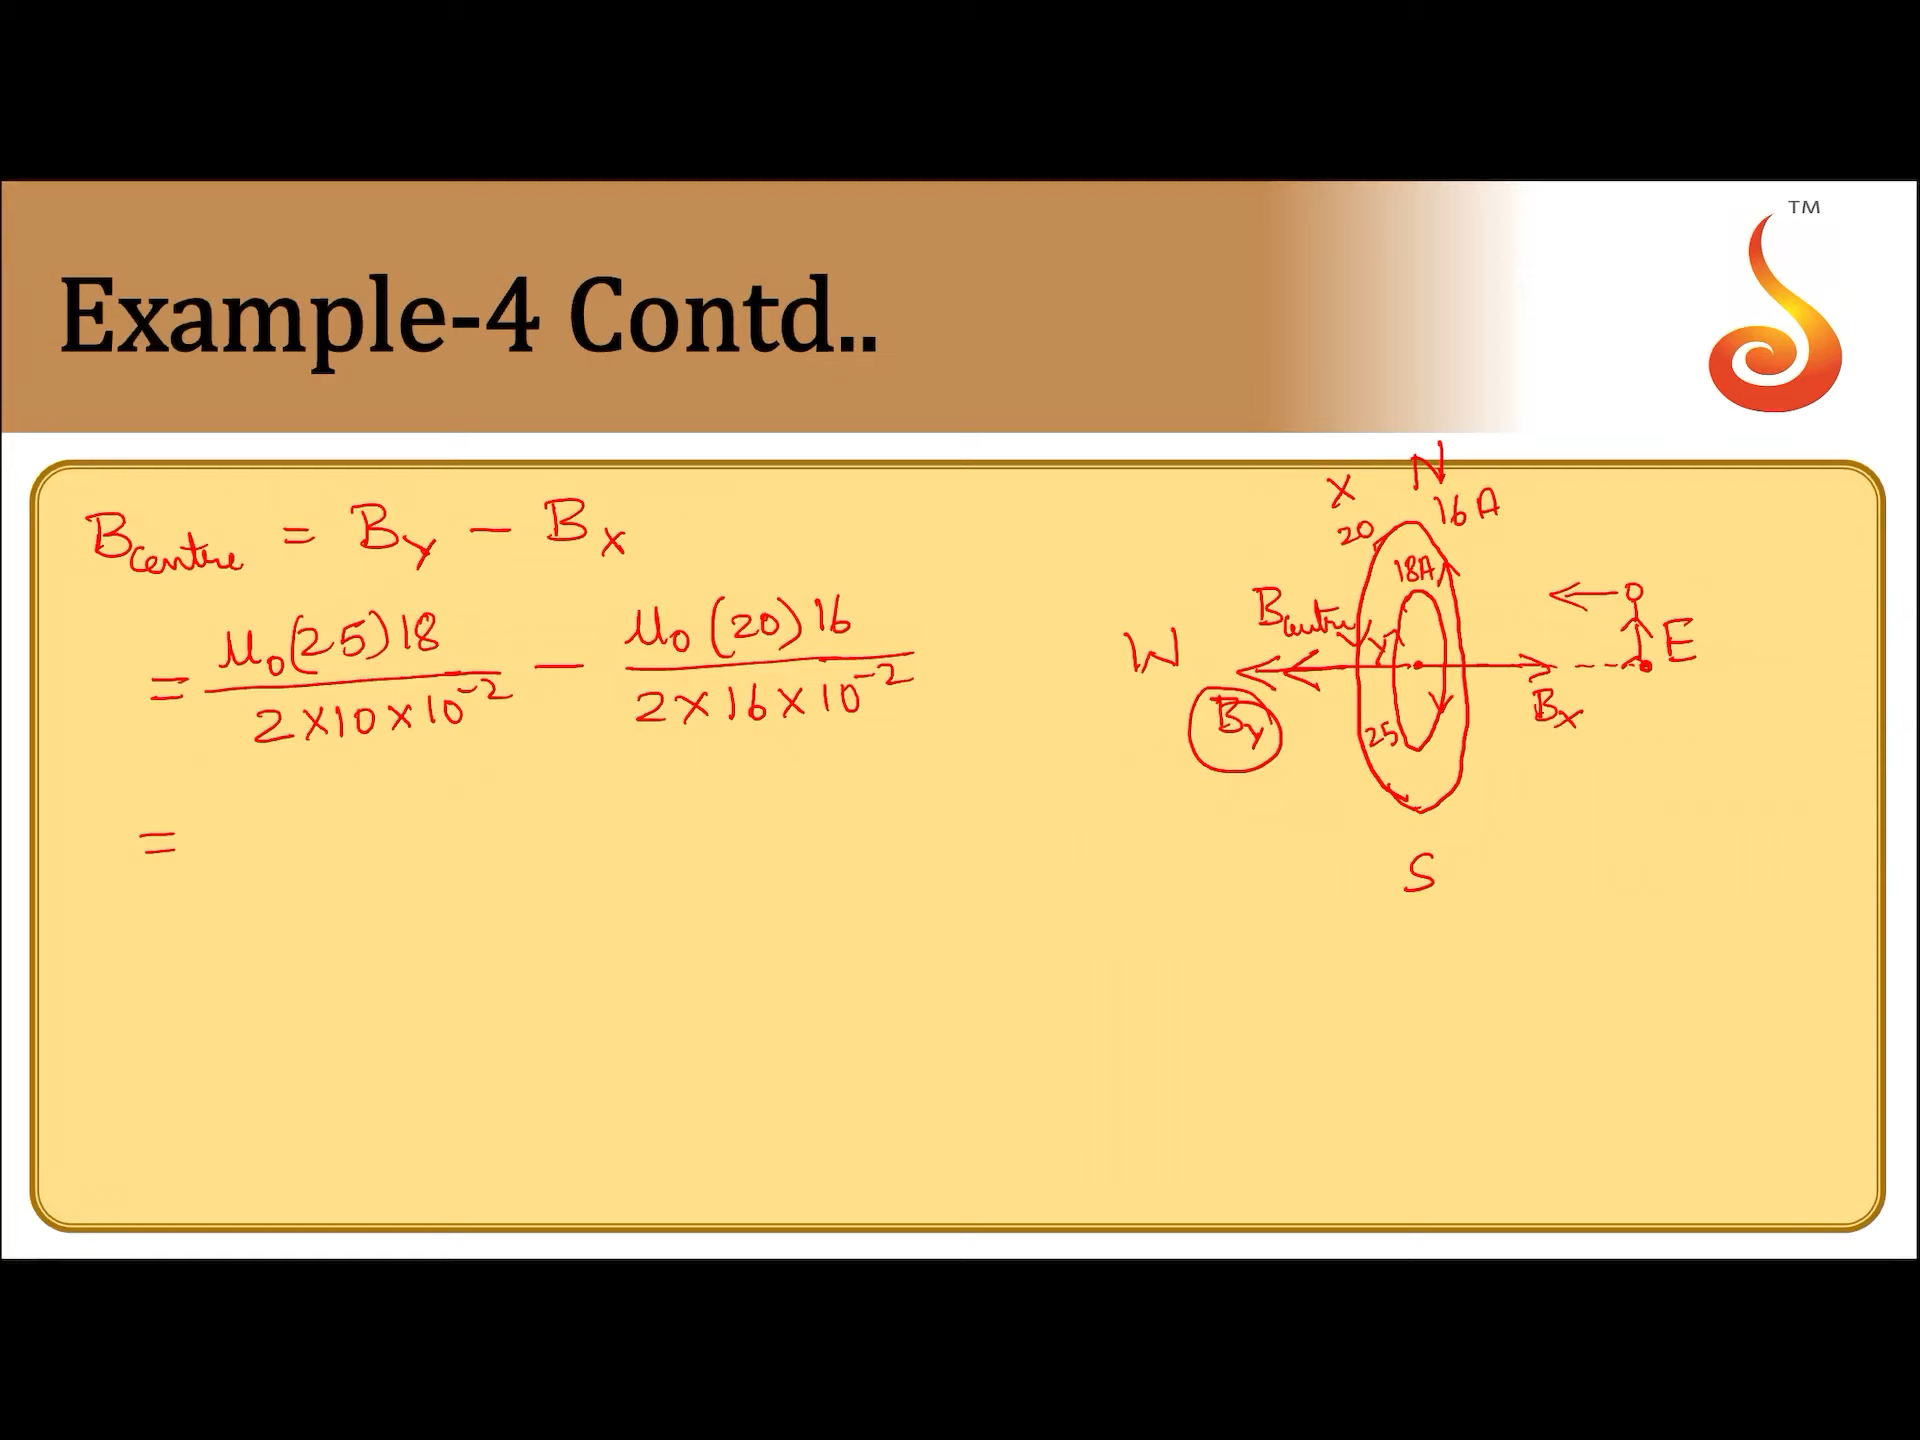 TM
Example-4 Contd..
B_centre = B_Y − B_X
= μ₀(25)18 / 2×10×10⁻² − μ₀(20)16 / 2×16×10⁻²
=
N
X
16A
20
18A
B_centre
Y
W
E
B_Y
B_X
25
S